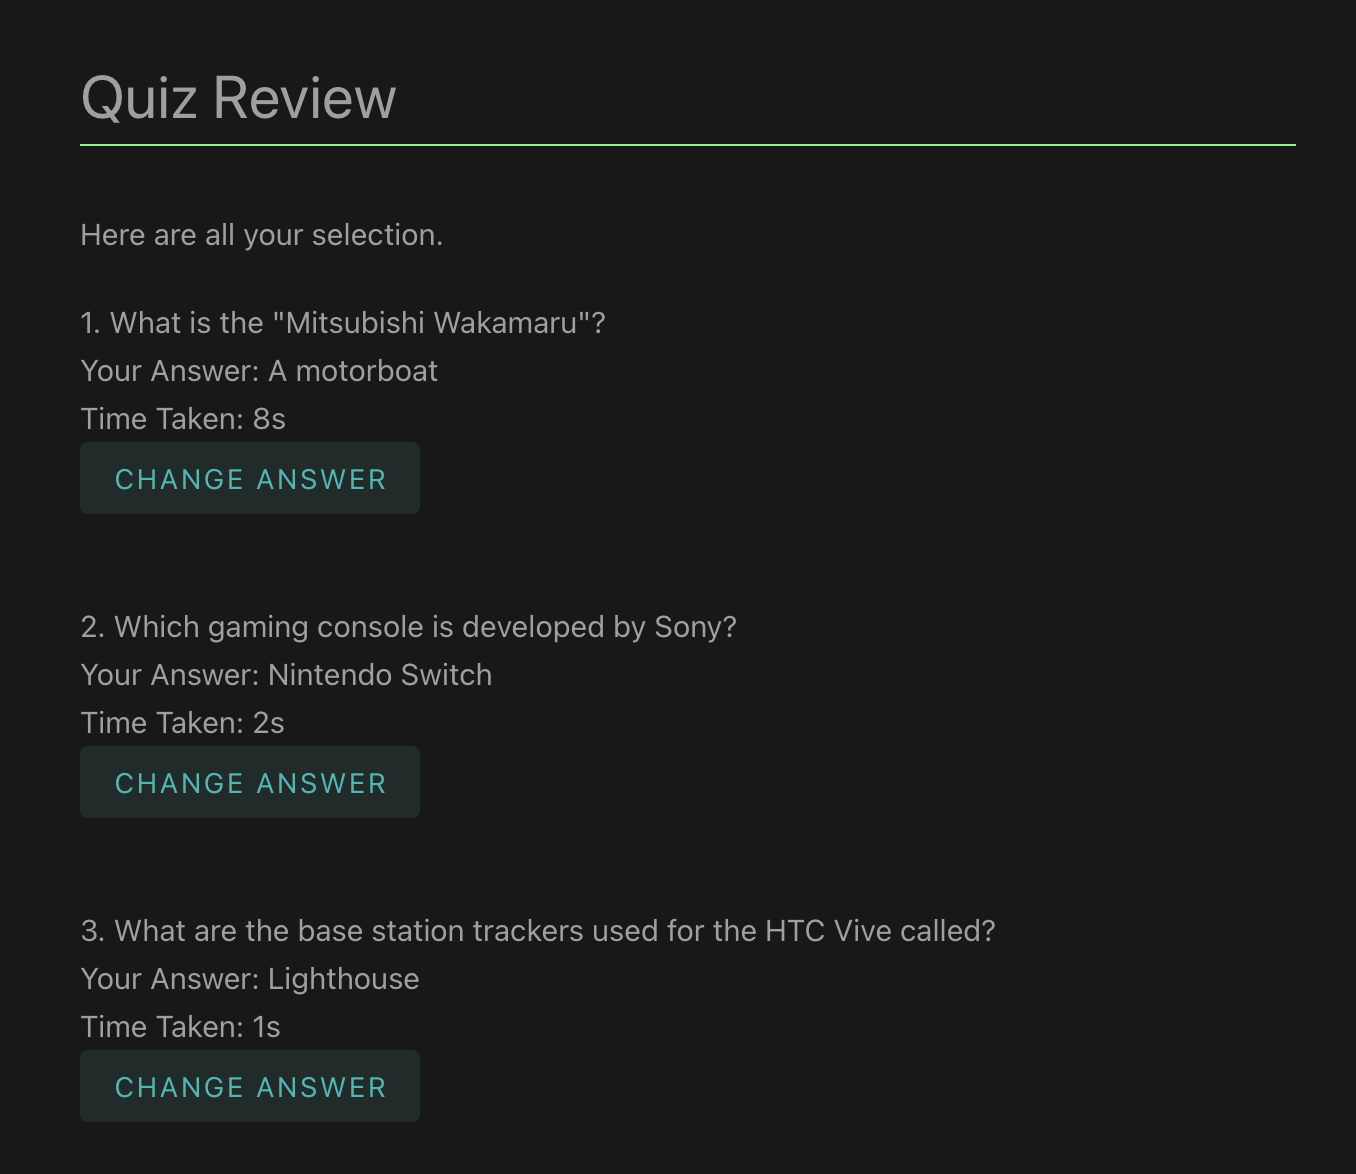 Quiz Review
Here are all your selection.
1. What is the "Mitsubishi Wakamaru"?
Your Answer: A motorboat
Time Taken: 8s
CHANGE ANSWER
2. Which gaming console is developed by Sony?
Your Answer: Nintendo Switch
Time Taken: 2s
CHANGE ANSWER
3. What are the base station trackers used for the HTC Vive called?
Your Answer: Lighthouse
Time Taken: 1s
CHANGE ANSWER